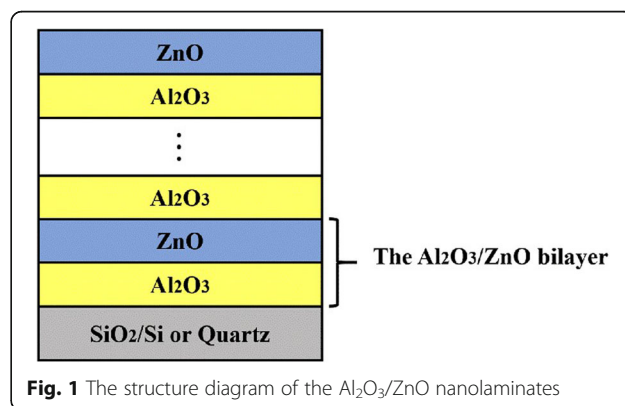 ZnO
Al₂O₃
⋮
Al₂O₃
ZnO
The Al₂O₃/ZnO bilayer
Al₂O₃
SiO₂/Si or Quartz
Fig. 1 The structure diagram of the Al₂O₃/ZnO nanolaminates